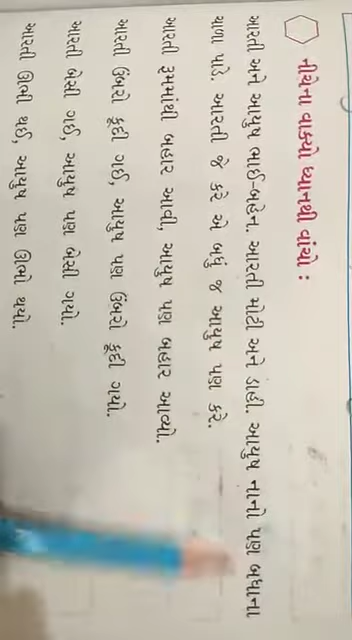 નીચેના વાક્યો ધ્યાનથી વાંચો :
આરતી અને આયુષ ભાઈ-બહેન. આરતી મોટી અને ડાહી. આયુષ નાનો પણ બધાના
ચાળા પાડે. આરતી જે કરે એ બધું જ આયુષ પણ કરે.
આરતી રૂમમાંથી બહાર આવી, આયુષ પણ બહાર આવ્યો.
આરતી ઉંબરો કૂદી ગઈ, આયુષ પણ ઉંબરો કૂદી ગયો.
આરતી બેસી ગઈ, આયુષ પણ બેસી ગયો.
આરતી ઊભી થઈ, આયુષ પણ ઊભો થયો.